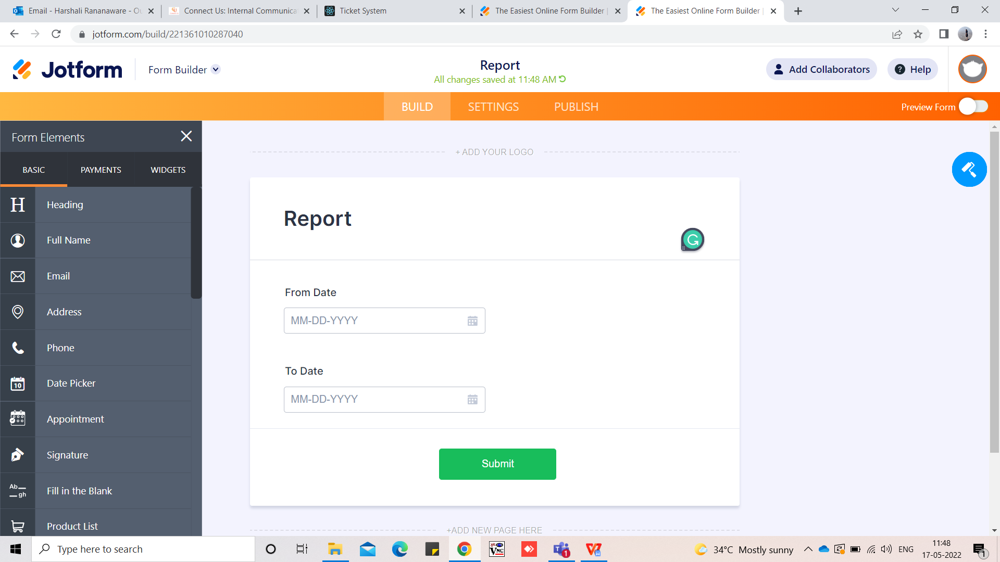 Email - Harshali Rananaware - Ou
Connect Us: Internal Communica
Ticket System
The Easiest Online Form Builder |
The Easiest Online Form Builder |
jotform.com/build/221361010287040
Jotform
Form Builder
Report
All changes saved at 11:48 AM
Add Collaborators
Help
BUILD
SETTINGS
PUBLISH
Preview Form
Form Elements
BASIC
PAYMENTS
WIDGETS
H
Heading
Full Name
Email
Address
Phone
10
Date Picker
Appointment
Signature
Ab
gh
Fill in the Blank
Product List
+ ADD YOUR LOGO
Report
From Date
MM-DD-YYYY
To Date
MM-DD-YYYY
Submit
+ADD NEW PAGE HERE
Type here to search
34°C Mostly sunny
ENG
11:48
17-05-2022
1